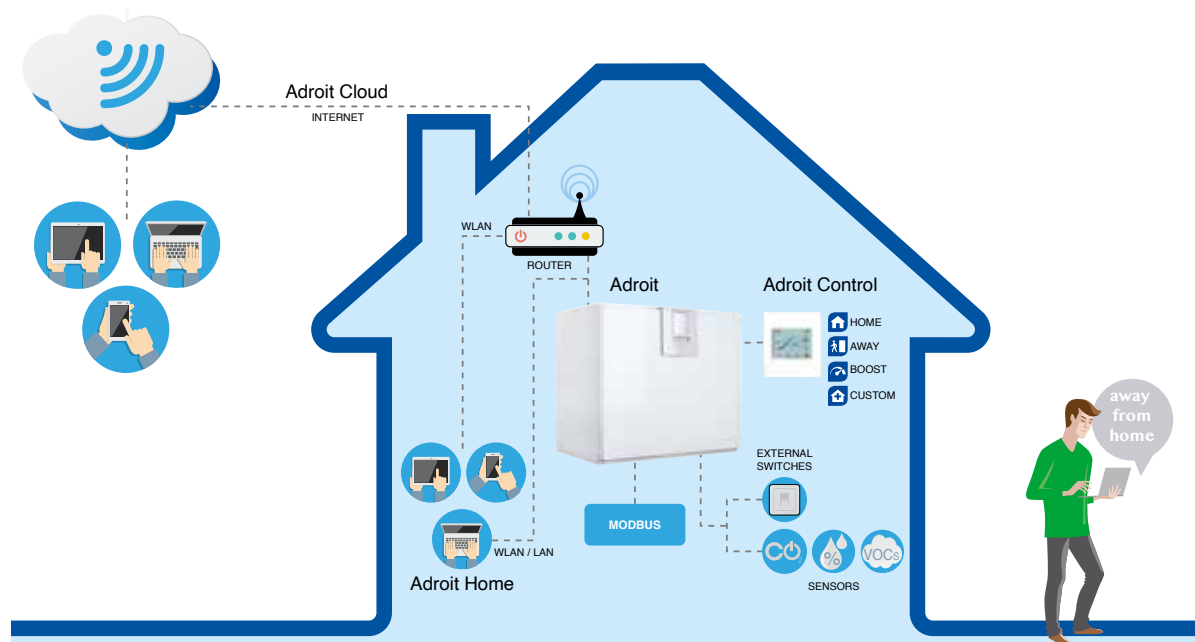 Adroit Cloud
INTERNET
WLAN
ROUTER
Adroit
Adroit Control
HOME
AWAY
BOOST
CUSTOM
away
from
home
EXTERNAL
SWITCHES
MODBUS
CO
%
VOCs
WLAN / LAN
SENSORS
Adroit Home